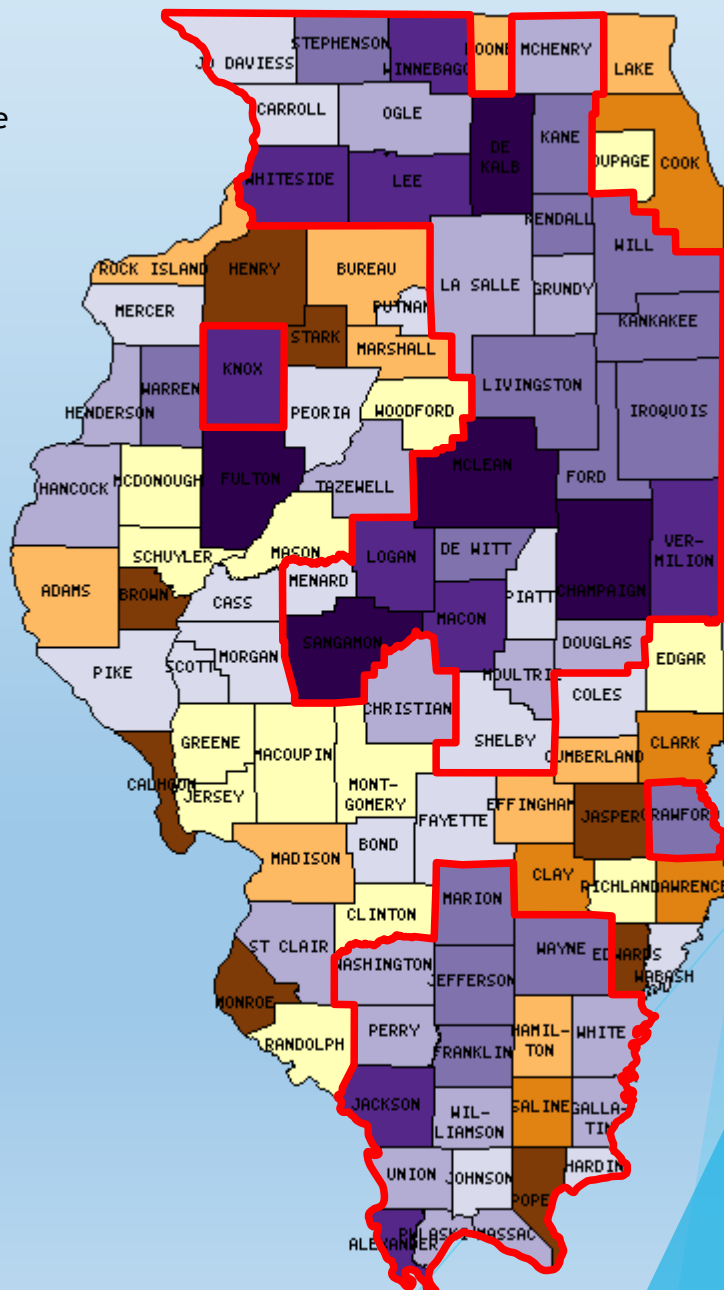 STEPHENSON
JO DAVIESS
WINNEBAGO
BOONE
MCHENRY
LAKE
e
CARROLL
OGLE
DE
KALB
KANE
DUPAGE
COOK
WHITESIDE
LEE
KENDALL
WILL
ROCK ISLAND
HENRY
BUREAU
LA SALLE
GRUNDY
MERCER
PUTNAM
KANKAKEE
STARK
MARSHALL
KNOX
WARREN
HENDERSON
PEORIA
WOODFORD
LIVINGSTON
IROQUOIS
HANCOCK
MCDONOUGH
FULTON
TAZEWELL
MCLEAN
FORD
SCHUYLER
MASON
LOGAN
DE WITT
VER-
MILION
ADAMS
BROWN
CASS
MENARD
PIATT
CHAMPAIGN
MACON
SANGAMON
DOUGLAS
PIKE
SCOTT
MORGAN
MOULTRIE
EDGAR
CHRISTIAN
COLES
GREENE
MACOUPIN
SHELBY
CUMBERLAND
CLARK
CALHOUN
JERSEY
MONT-
GOMERY
FAYETTE
EFFINGHAM
JASPER
CRAWFORD
MADISON
BOND
CLAY
RICHLAND
LAWRENCE
CLINTON
MARION
ST CLAIR
WASHINGTON
JEFFERSON
WAYNE
EDWARDS
WABASH
MONROE
RANDOLPH
PERRY
FRANKLIN
HAMIL-
TON
WHITE
JACKSON
WIL-
LIAMSON
SALINE
GALLA-
TIN
UNION
JOHNSON
POPE
HARDIN
ALEXANDER
PULASKI
MASSAC